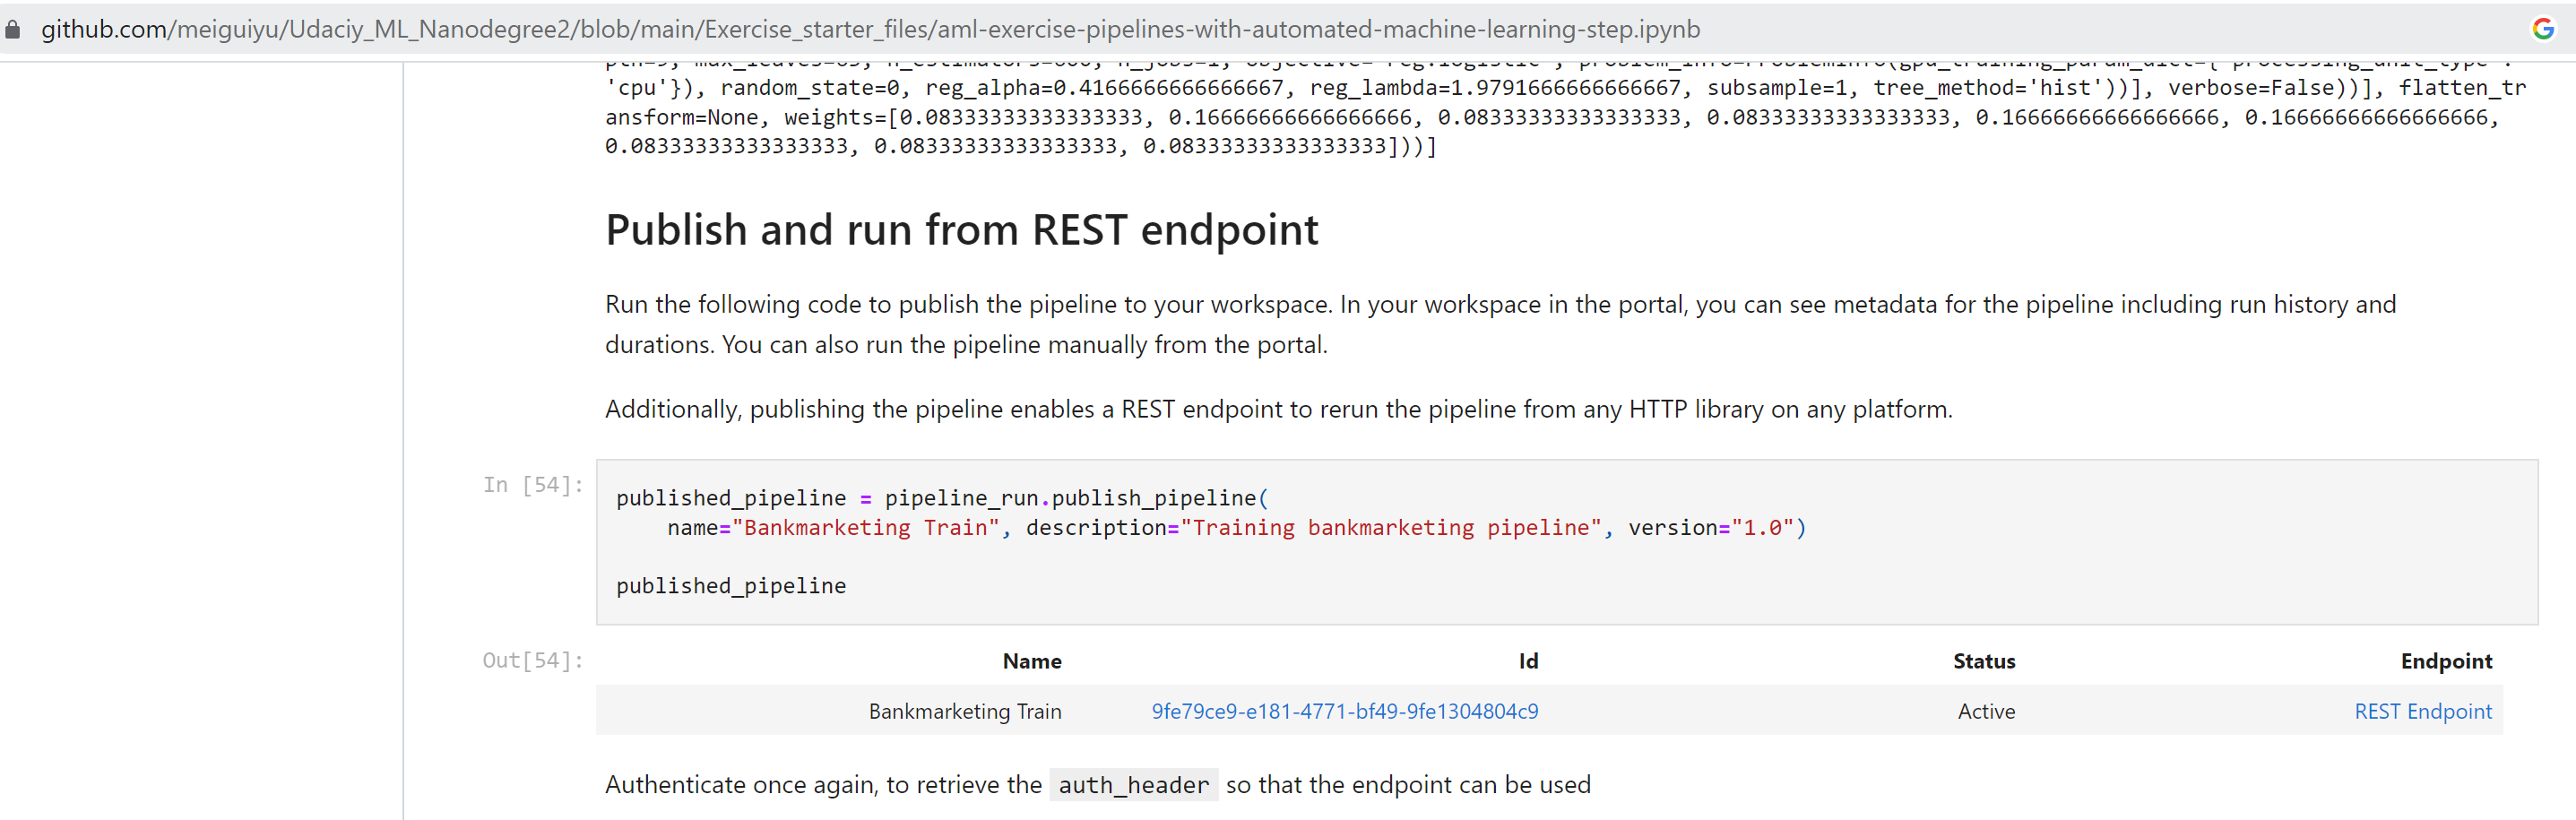 github.com/meiguiyu/Udaciy_ML_Nanodegree2/blob/main/Exercise_starter_files/aml-exercise-pipelines-with-automated-machine-learning-step.ipynb
'cpu'}), random_state=0, reg_alpha=0.4166666666666667, reg_lambda=1.9791666666666667, subsample=1, tree_method='hist'))], verbose=False))], flatten_tr
ansform=None, weights=[0.08333333333333333, 0.16666666666666666, 0.08333333333333333, 0.08333333333333333, 0.16666666666666666, 0.16666666666666666,
0.08333333333333333, 0.08333333333333333, 0.08333333333333333]))]
Publish and run from REST endpoint
Run the following code to publish the pipeline to your workspace. In your workspace in the portal, you can see metadata for the pipeline including run history and
durations. You can also run the pipeline manually from the portal.
Additionally, publishing the pipeline enables a REST endpoint to rerun the pipeline from any HTTP library on any platform.
In [54]:
published_pipeline = pipeline_run.publish_pipeline(
name="Bankmarketing Train", description="Training bankmarketing pipeline", version="1.0")
published_pipeline
Out[54]:
Name Id Status Endpoint
Bankmarketing Train 9fe79ce9-e181-4771-bf49-9fe1304804c9 Active REST Endpoint
Authenticate once again, to retrieve the auth_header so that the endpoint can be used